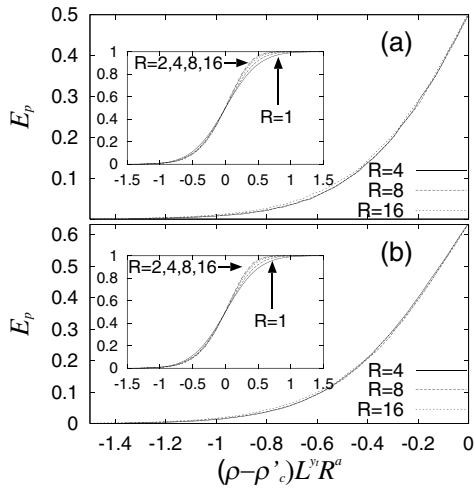 0.5
0.4
0.3
0.2
0.1
E_p
(a)
1
0.8
0.6
0.4
0.2
0
R=2,4,8,16
R=1
-1.5 -1 -0.5 0 0.5 1 1.5
R=4
R=8
R=16
0.6
0.5
0.4
0.3
0.2
0.1
0
E_p
(b)
1
0.8
0.6
0.4
0.2
0
R=2,4,8,16
R=1
-1.5 -1 -0.5 0 0.5 1 1.5
R=4
R=8
R=16
-1.4 -1.2 -1 -0.8 -0.6 -0.4 -0.2 0
(ρ−ρ'_c)L^{y_t}R^a